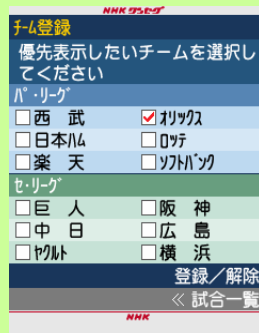 NHK ワンセグ
ﾁｰﾑ登録
優先表示したいチームを選択し
てください
ﾊﾟ･ﾘｰｸﾞ
西 武 ｵﾘｯｸｽ
日本ﾊﾑ ﾛｯﾃ
楽 天 ｿﾌﾄﾊﾞﾝｸ
ｾ･ﾘｰｸﾞ
巨 人 阪 神
中 日 広 島
ﾔｸﾙﾄ 横 浜
登録／解除
≪ 試合一覧
NHK